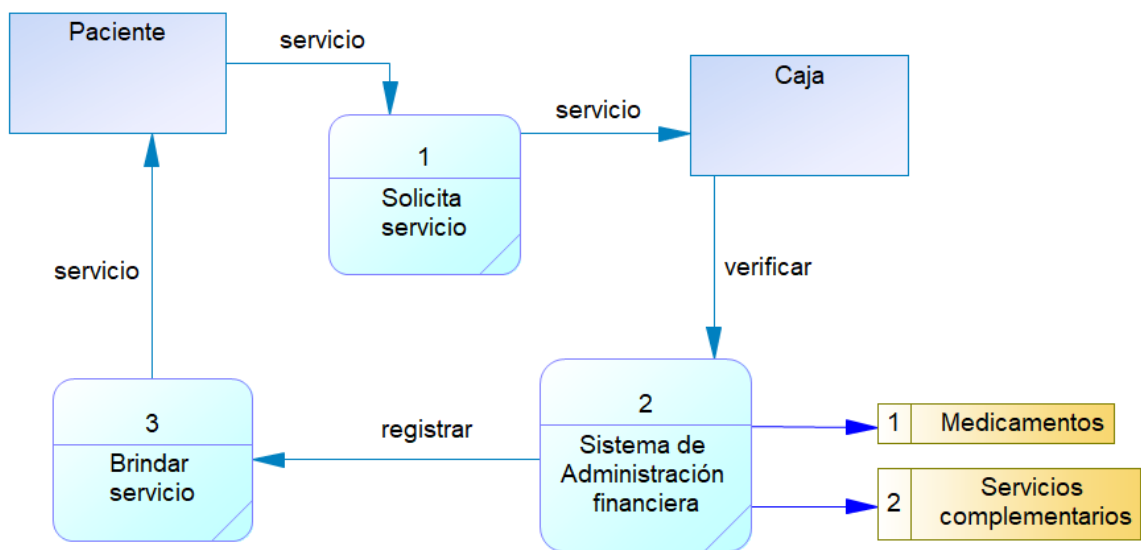 Paciente
servicio
Caja
servicio
1
Solicita
servicio
servicio
verificar
3
Brindar
servicio
registrar
2
Sistema de
Administración
financiera
1 Medicamentos
2 Servicios
complementarios